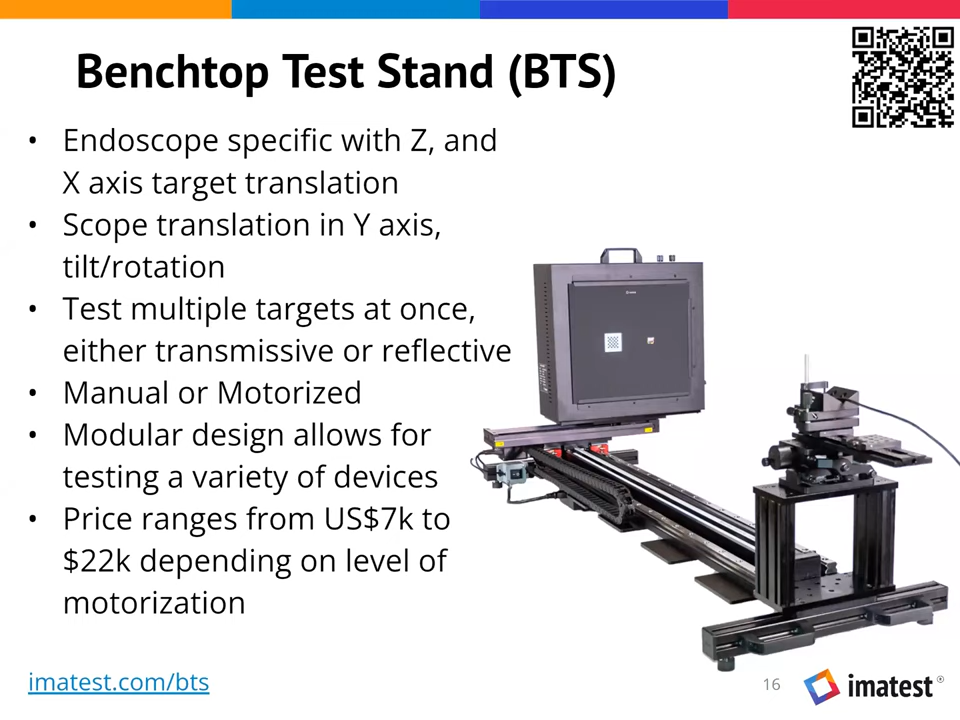 Benchtop Test Stand (BTS)
• Endoscope specific with Z, and
X axis target translation
• Scope translation in Y axis,
tilt/rotation
• Test multiple targets at once,
either transmissive or reflective
• Manual or Motorized
• Modular design allows for
testing a variety of devices
• Price ranges from US$7k to
$22k depending on level of
motorization
imatest.com/bts
16
imatest®